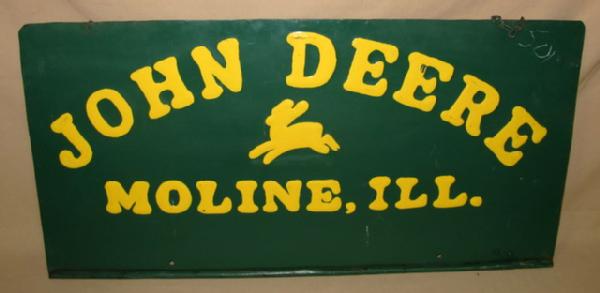 JOHN DEERE
MOLINE, ILL.